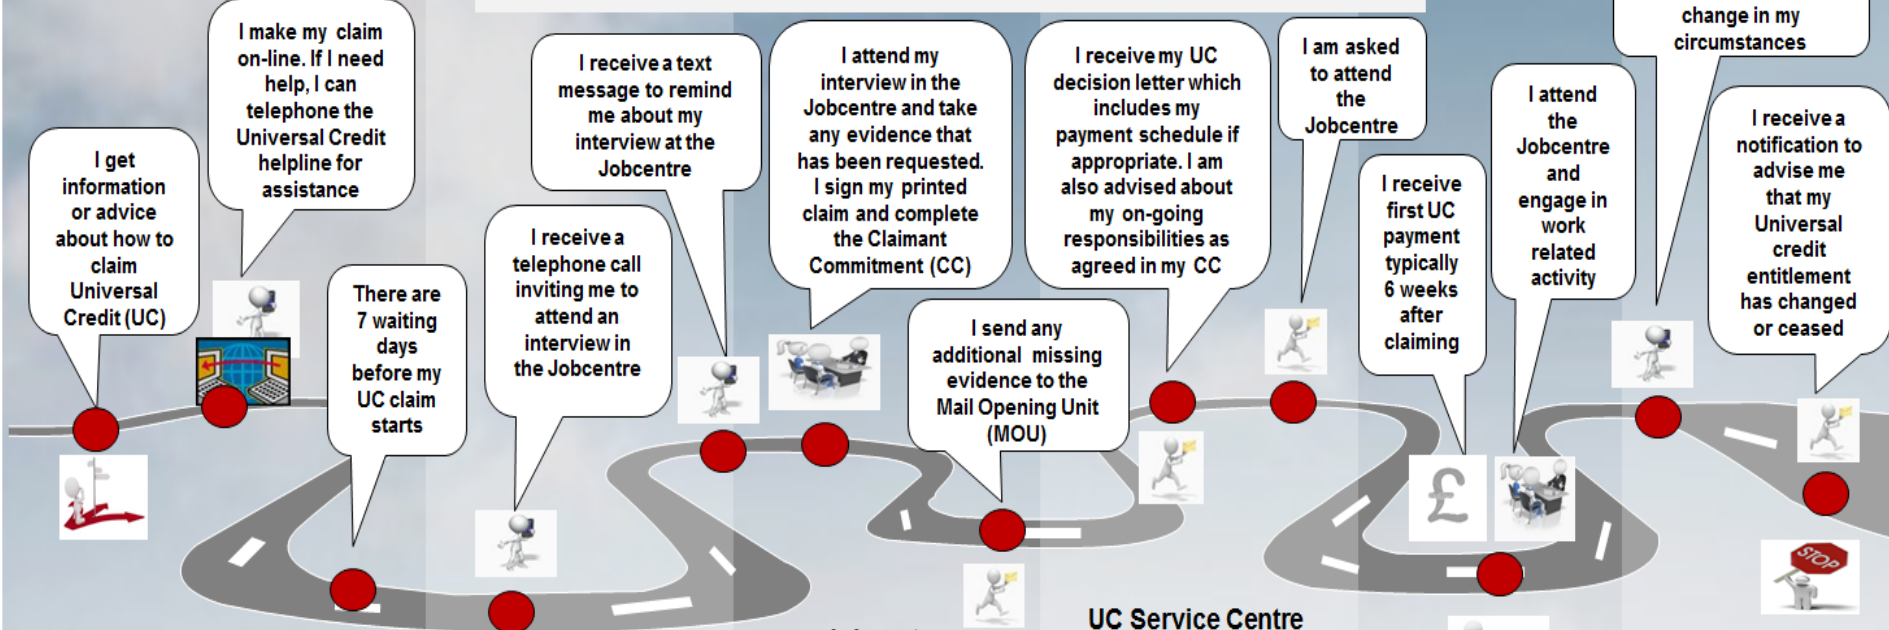 I get
information
or advice
about how to
claim
Universal
Credit (UC)
I make my claim
on-line. If I need
help, I can
telephone the
Universal Credit
helpline for
assistance
There are
7 waiting
days
before my
UC claim
starts
I receive a
telephone call
inviting me to
attend an
interview in
the Jobcentre
I receive a text
message to remind
me about my
interview at the
Jobcentre
I attend my
interview in the
Jobcentre and take
any evidence that
has been requested.
I sign my printed
claim and complete
the Claimant
Commitment (CC)
I send any
additional missing
evidence to the
Mail Opening Unit
(MOU)
I receive my UC
decision letter which
includes my
payment schedule if
appropriate. I am
also advised about
my on-going
responsibilities as
agreed in my CC
I am asked
to attend
the
Jobcentre
I receive
first UC
payment
typically
6 weeks
after
claiming
£
I attend
the
Jobcentre
and
engage in
work
related
activity
change in my
circumstances
I receive a
notification to
advise me
that my
Universal
credit
entitlement
has changed
or ceased
STOP
UC Service Centre